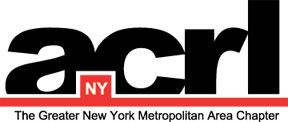 acrl
NY
The Greater New York Metropolitan Area Chapter